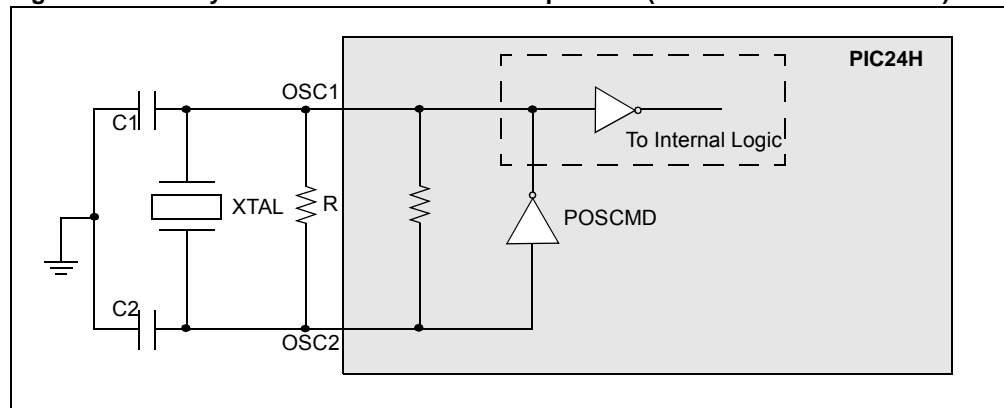 PIC24H
OSC1
C1
To Internal Logic
XTAL
R
POSCMD
C2
OSC2